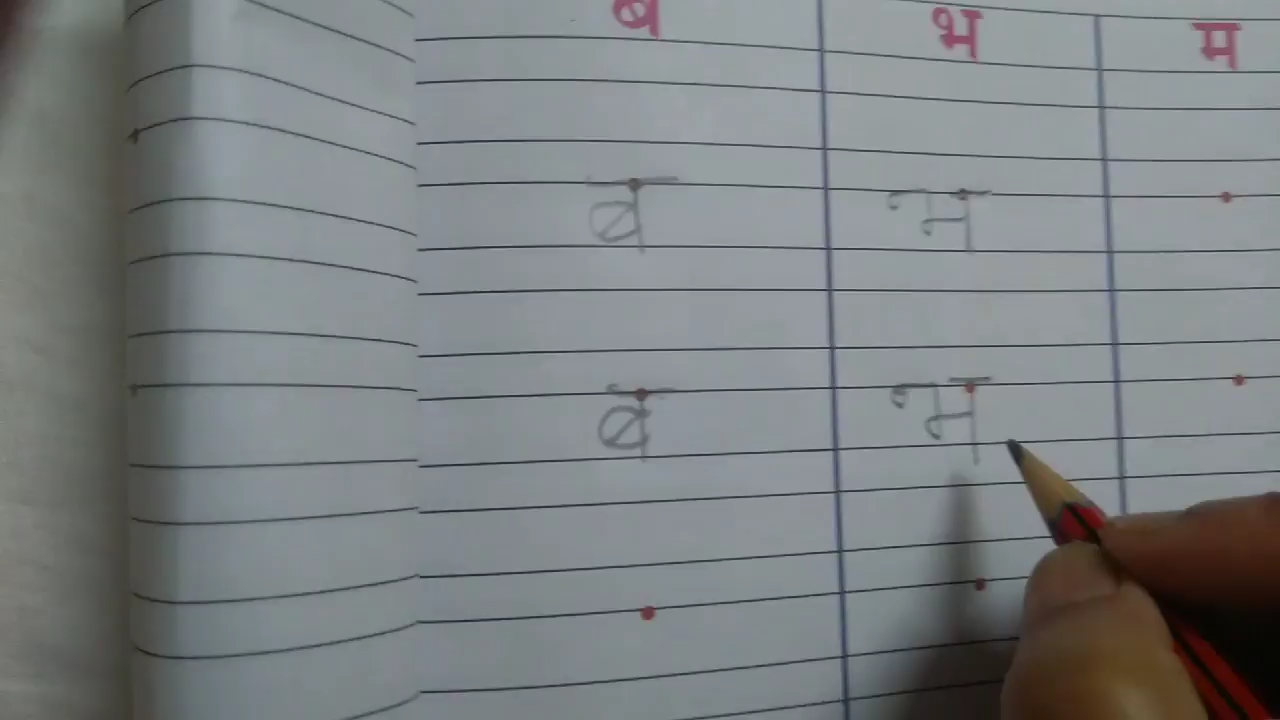 ब भ म
ब भ
ब भ